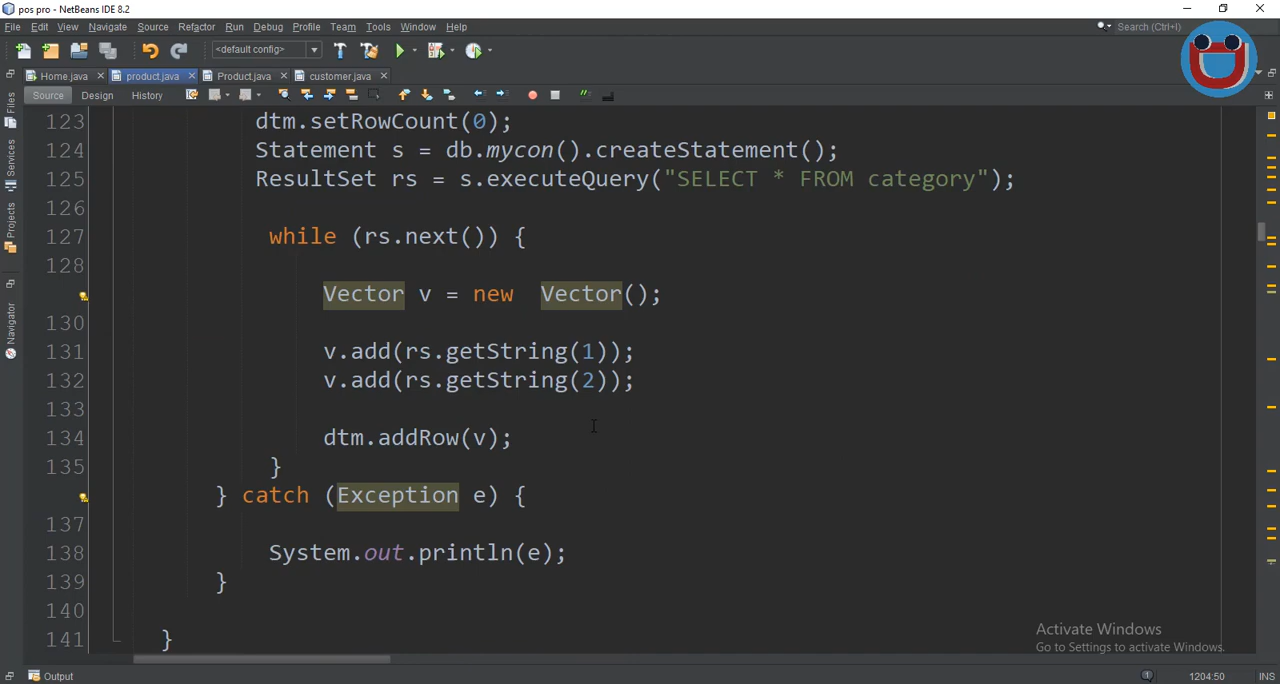 pos pro - NetBeans IDE 8.2
File Edit View Navigate Source Refactor Run Debug Profile Team Tools Window Help
Search (Ctrl+I)
<default config>
Home.java product.java Product.java customer.java
Source Design History
Files
Services
Projects
Navigator
123 dtm.setRowCount(0);
124 Statement s = db.mycon().createStatement();
125 ResultSet rs = s.executeQuery("SELECT * FROM category");
126
127 while (rs.next()) {
128
Vector v = new  Vector();
130
131 v.add(rs.getString(1));
132 v.add(rs.getString(2));
133
134 dtm.addRow(v);
135 }
} catch (Exception e) {
137
138 System.out.println(e);
139 }
140
141 }
Activate Windows
Go to Settings to activate Windows.
Output
1
1204:50
INS